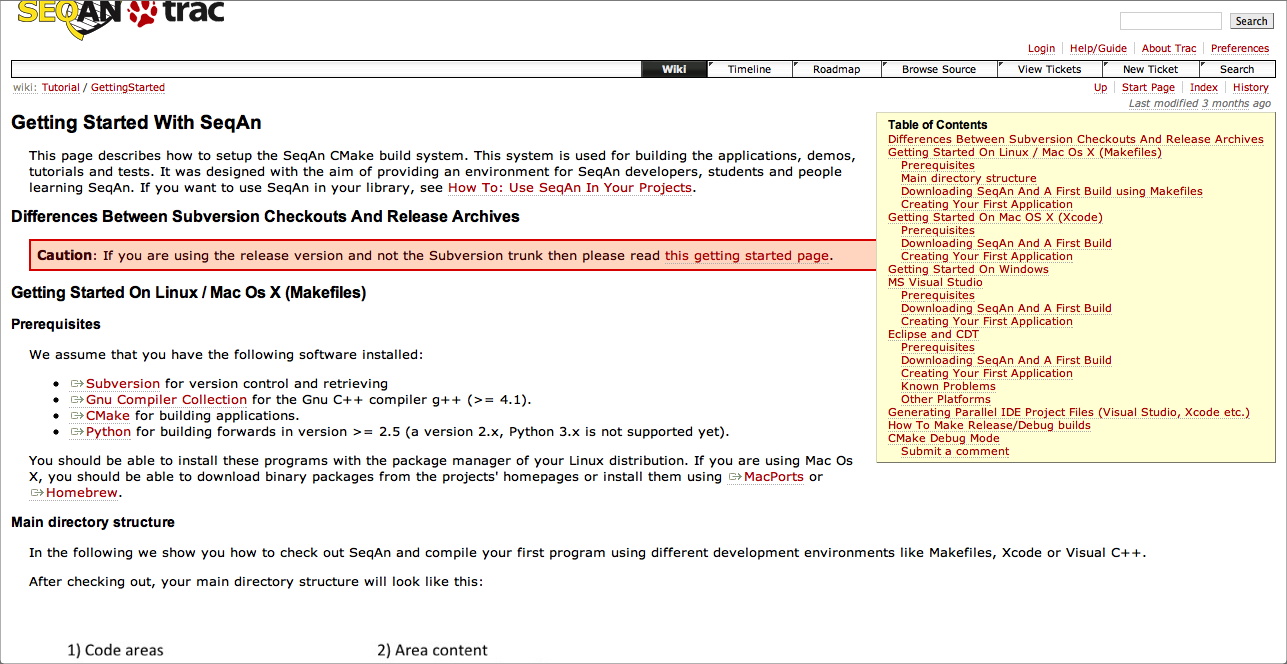 SEQAN trac
Search
Login Help/Guide About Trac Preferences
Wiki Timeline Roadmap Browse Source View Tickets New Ticket Search
wiki: Tutorial / GettingStarted
Up Start Page Index History
Last modified 3 months ago
Getting Started With SeqAn
This page describes how to setup the SeqAn CMake build system. This system is used for building the applications, demos,
tutorials and tests. It was designed with the aim of providing an environment for SeqAn developers, students and people
learning SeqAn. If you want to use SeqAn in your library, see How To: Use SeqAn In Your Projects.
Differences Between Subversion Checkouts And Release Archives
Caution: If you are using the release version and not the Subversion trunk then please read this getting started page.
Getting Started On Linux / Mac Os X (Makefiles)
Prerequisites
We assume that you have the following software installed:
Subversion for version control and retrieving
Gnu Compiler Collection for the Gnu C++ compiler g++ (>= 4.1).
CMake for building applications.
Python for building forwards in version >= 2.5 (a version 2.x, Python 3.x is not supported yet).
You should be able to install these programs with the package manager of your Linux distribution. If you are using Mac Os
X, you should be able to download binary packages from the projects' homepages or install them using MacPorts or
Homebrew.
Main directory structure
In the following we show you how to check out SeqAn and compile your first program using different development environments like Makefiles, Xcode or Visual C++.
After checking out, your main directory structure will look like this:
1) Code areas 2) Area content
Table of Contents
Differences Between Subversion Checkouts And Release Archives
Getting Started On Linux / Mac Os X (Makefiles)
Prerequisites
Main directory structure
Downloading SeqAn And A First Build using Makefiles
Creating Your First Application
Getting Started On Mac OS X (Xcode)
Prerequisites
Downloading SeqAn And A First Build
Creating Your First Application
Getting Started On Windows
MS Visual Studio
Prerequisites
Downloading SeqAn And A First Build
Creating Your First Application
Eclipse and CDT
Prerequisites
Downloading SeqAn And A First Build
Creating Your First Application
Known Problems
Other Platforms
Generating Parallel IDE Project Files (Visual Studio, Xcode etc.)
How To Make Release/Debug builds
CMake Debug Mode
Submit a comment